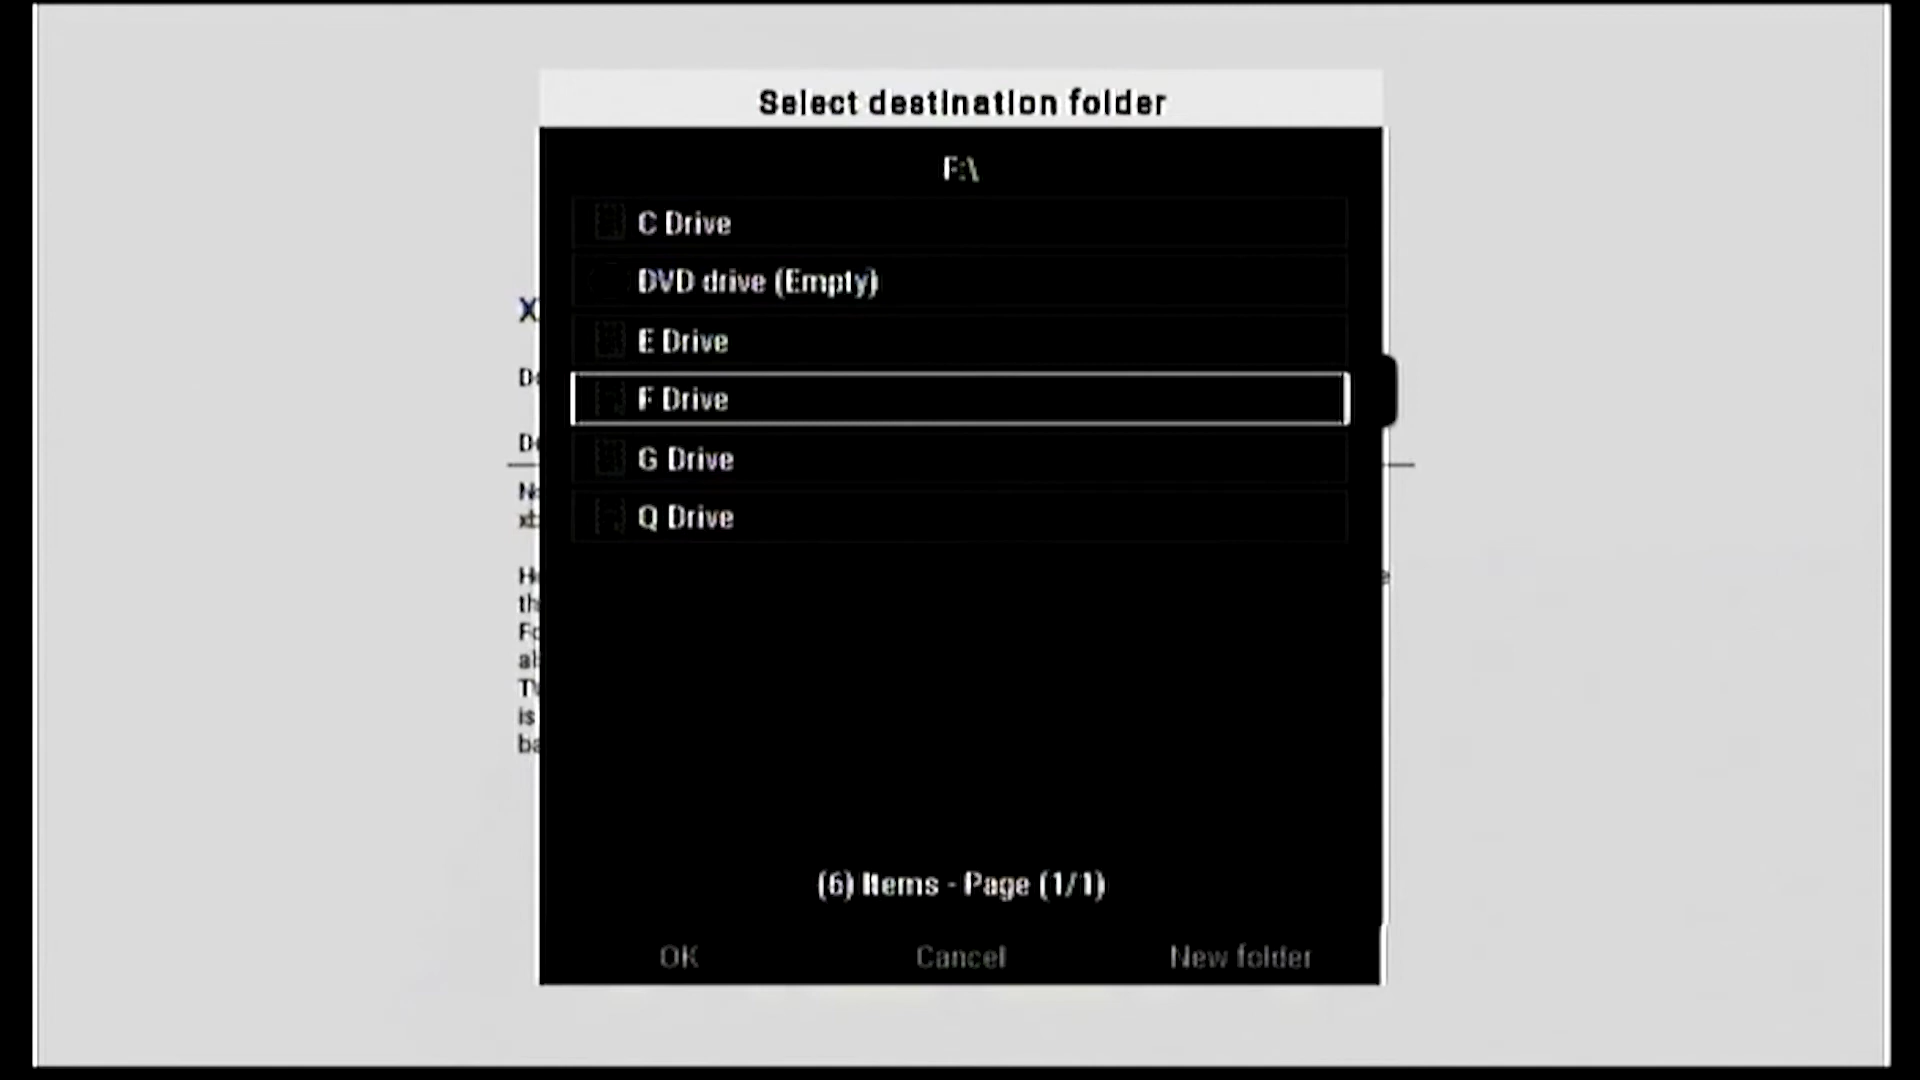 Select destination folder
F:\
C Drive
DVD drive (Empty)
E Drive
F Drive
G Drive
Q Drive
(6) Items - Page (1/1)
OK Cancel New folder